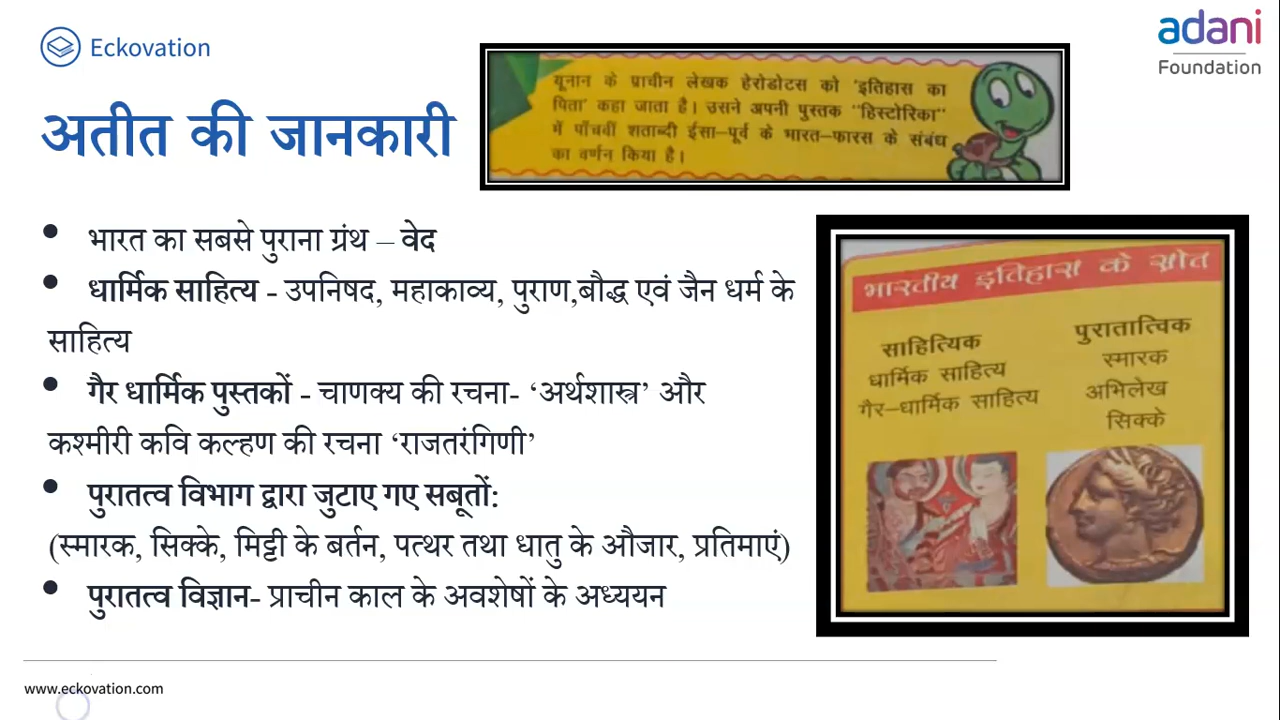 Eckovation
adani
Foundation
अतीत की जानकारी
यूनान के प्राचीन लेखक हेरोडोटस को 'इतिहास का
पिता' कहा जाता है। उसने अपनी पुस्तक "हिस्टोरिका"
में पाँचवीं शताब्दी ईसा-पूर्व के भारत-फारस के संबंध
का वर्णन किया है।
• भारत का सबसे पुराना ग्रंथ – वेद
• धार्मिक साहित्य - उपनिषद, महाकाव्य, पुराण,बौद्ध एवं जैन धर्म के
साहित्य
• गैर धार्मिक पुस्तकों - चाणक्य की रचना- ‘अर्थशास्त्र’ और
कश्मीरी कवि कल्हण की रचना ‘राजतरंगिणी’
• पुरातत्व विभाग द्वारा जुटाए गए सबूतों:
(स्मारक, सिक्के, मिट्टी के बर्तन, पत्थर तथा धातु के औजार, प्रतिमाएं)
• पुरातत्व विज्ञान- प्राचीन काल के अवशेषों के अध्ययन
भारतीय इतिहास के स्रोत
साहित्यिक
धार्मिक साहित्य
गैर-धार्मिक साहित्य
पुरातात्विक
स्मारक
अभिलेख
सिक्के
www.eckovation.com